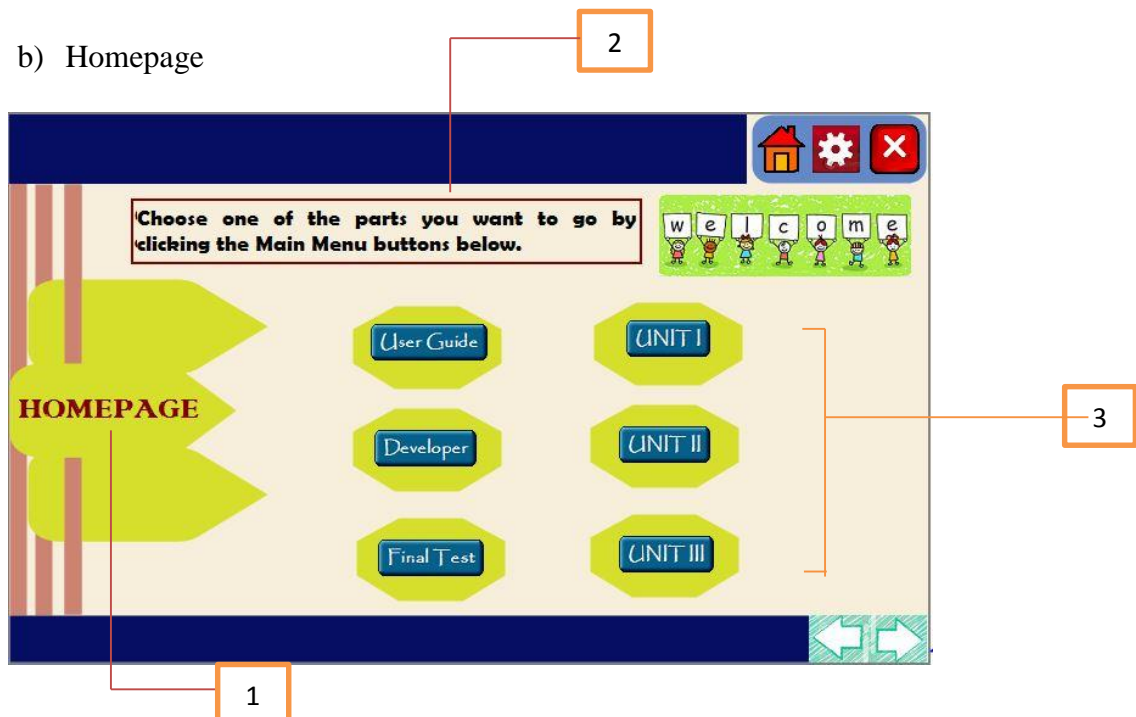 2
b) Homepage
Choose one of the parts you want to go by
clicking the Main Menu buttons below.
welcome
User Guide
UNIT I
HOMEPAGE
3
Developer
UNIT II
Final Test
UNIT III
1